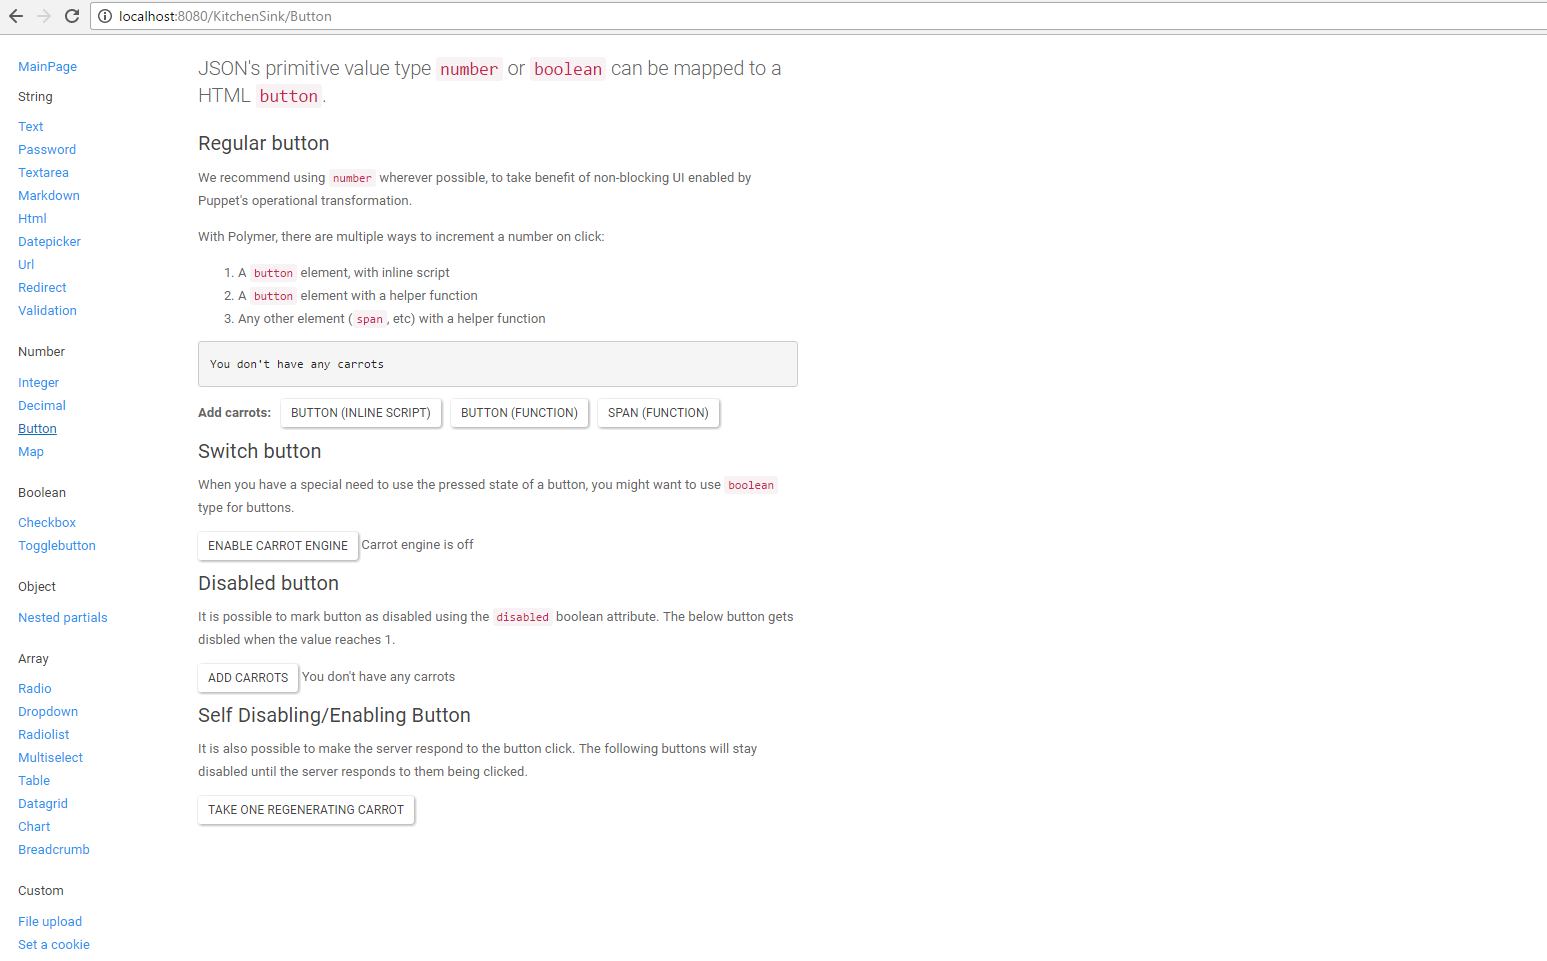 localhost:8080/KitchenSink/Button
MainPage
String
Text
Password
Textarea
Markdown
Html
Datepicker
Url
Redirect
Validation
Number
Integer
Decimal
Button
Map
Boolean
Checkbox
Togglebutton
Object
Nested partials
Array
Radio
Dropdown
Radiolist
Multiselect
Table
Datagrid
Chart
Breadcrumb
Custom
File upload
Set a cookie
JSON's primitive value type number or boolean can be mapped to a
HTML button.
Regular button
We recommend using number wherever possible, to take benefit of non-blocking UI enabled by
Puppet's operational transformation.
With Polymer, there are multiple ways to increment a number on click:
1. A button element, with inline script
2. A button element with a helper function
3. Any other element (span, etc) with a helper function
You don't have any carrots
Add carrots: BUTTON (INLINE SCRIPT) BUTTON (FUNCTION) SPAN (FUNCTION)
Switch button
When you have a special need to use the pressed state of a button, you might want to use boolean
type for buttons.
ENABLE CARROT ENGINE Carrot engine is off
Disabled button
It is possible to mark button as disabled using the disabled boolean attribute. The below button gets
disbled when the value reaches 1.
ADD CARROTS You don't have any carrots
Self Disabling/Enabling Button
It is also possible to make the server respond to the button click. The following buttons will stay
disabled until the server responds to them being clicked.
TAKE ONE REGENERATING CARROT